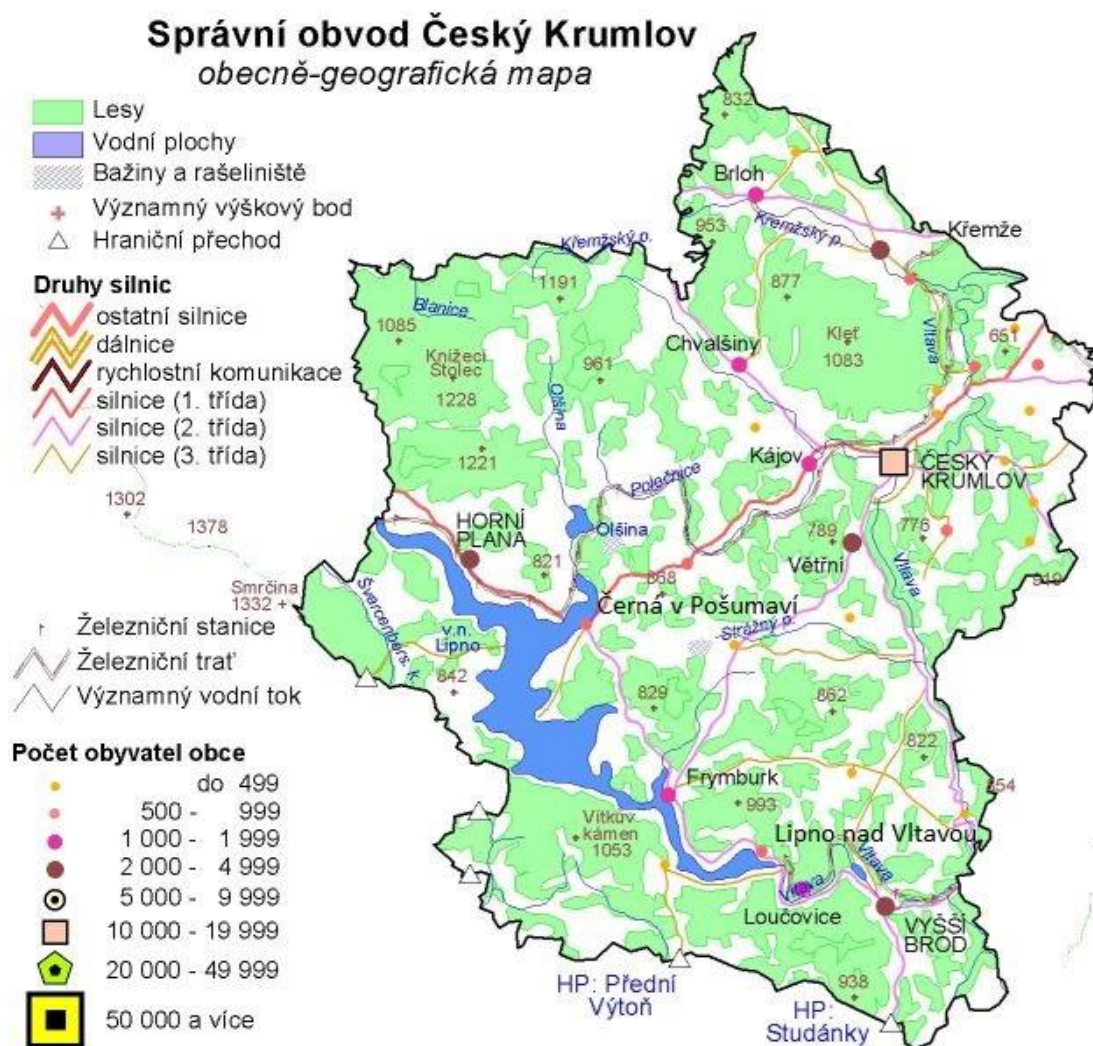 Správní obvod Český Krumlov
obecně-geografická mapa
Lesy
Vodní plochy
Bažiny a rašeliniště
Významný výškový bod
Hraniční přechod
Druhy silnic
ostatní silnice
dálnice
rychlostní komunikace
silnice (1. třída)
silnice (2. třída)
silnice (3. třída)
Železniční stanice
Železniční trať
Významný vodní tok
Počet obyvatel obce
do 499
500 - 999
1 000 - 1 999
2 000 - 4 999
5 000 - 9 999
10 000 - 19 999
20 000 - 49 999
50 000 a více
832
Brloh
Křemžský p.
Křemže
953
Křemžský p.
877
1191
Blanice
1085
Knížecí
Stolec
1228
961
Chvalšiny
Kleť
1083
Vltava
651
Olšina
1221
Kájov
ČESKÝ
KRUMLOV
Polečnice
1302
1378
HORNÍ
PLANÁ
Olšina
821
789
Větřní
776
Vltava
868
919
Smrčina
1332
Švarcenbers. k.
Černá v Pošumaví
Strážný p.
v.n.
Lipno
842
829
862
822
Frymburk
993
854
Vítkův
kámen
1053
Lipno nad Vltavou
Vltava
Vltava
Loučovice
VYŠŠÍ
BROD
938
HP: Přední
Výtoň
HP:
Studánky